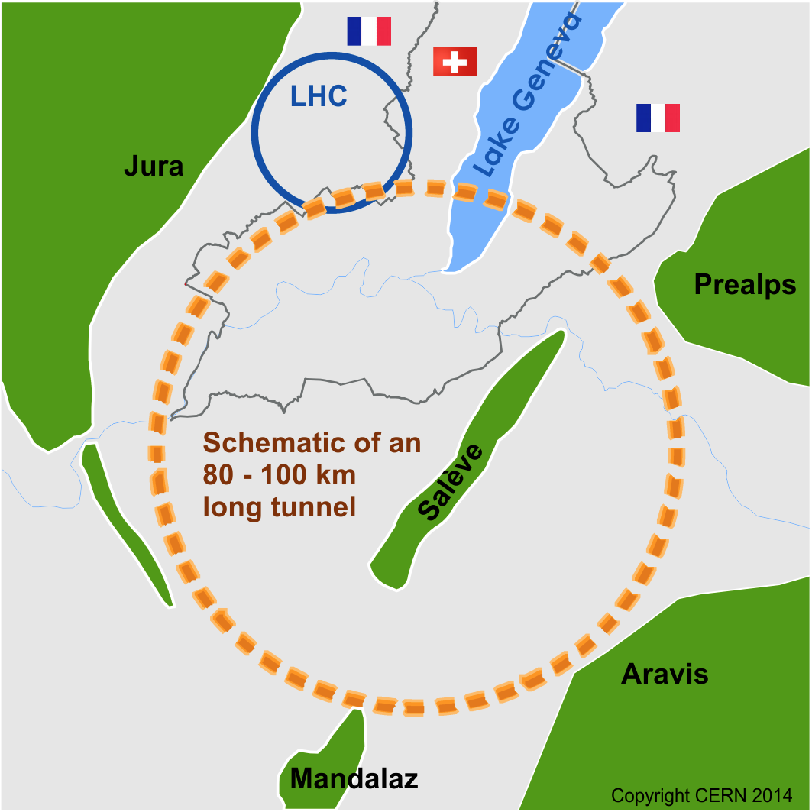 LHC
Lake Geneva
Jura
Prealps
Schematic of an
80 - 100 km
long tunnel
Salève
Aravis
Mandalaz
Copyright CERN 2014